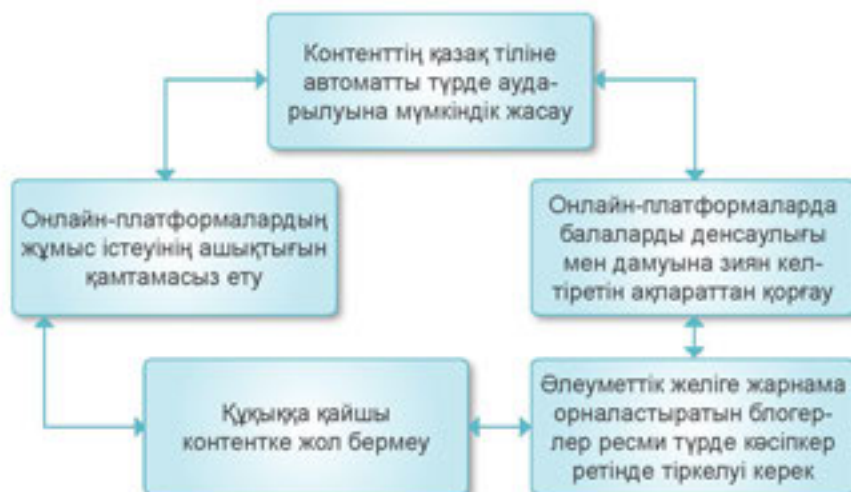 Контенттің қазақ тіліне
автоматты түрде ауда-
рылуына мүмкіндік жасау
Онлайн-платформалардың
жұмыс істеуінің ашықтығын
қамтамасыз ету
Онлайн-платформаларда
балаларды денсаулығы
мен дамуына зиян кел-
тіретін ақпараттан қорғау
Құқыққа қайшы
контентке жол бермеу
Әлеуметтік желіге жарнама
орналастыратын блогер-
лер ресми түрде кәсіпкер
ретінде тіркелуі керек